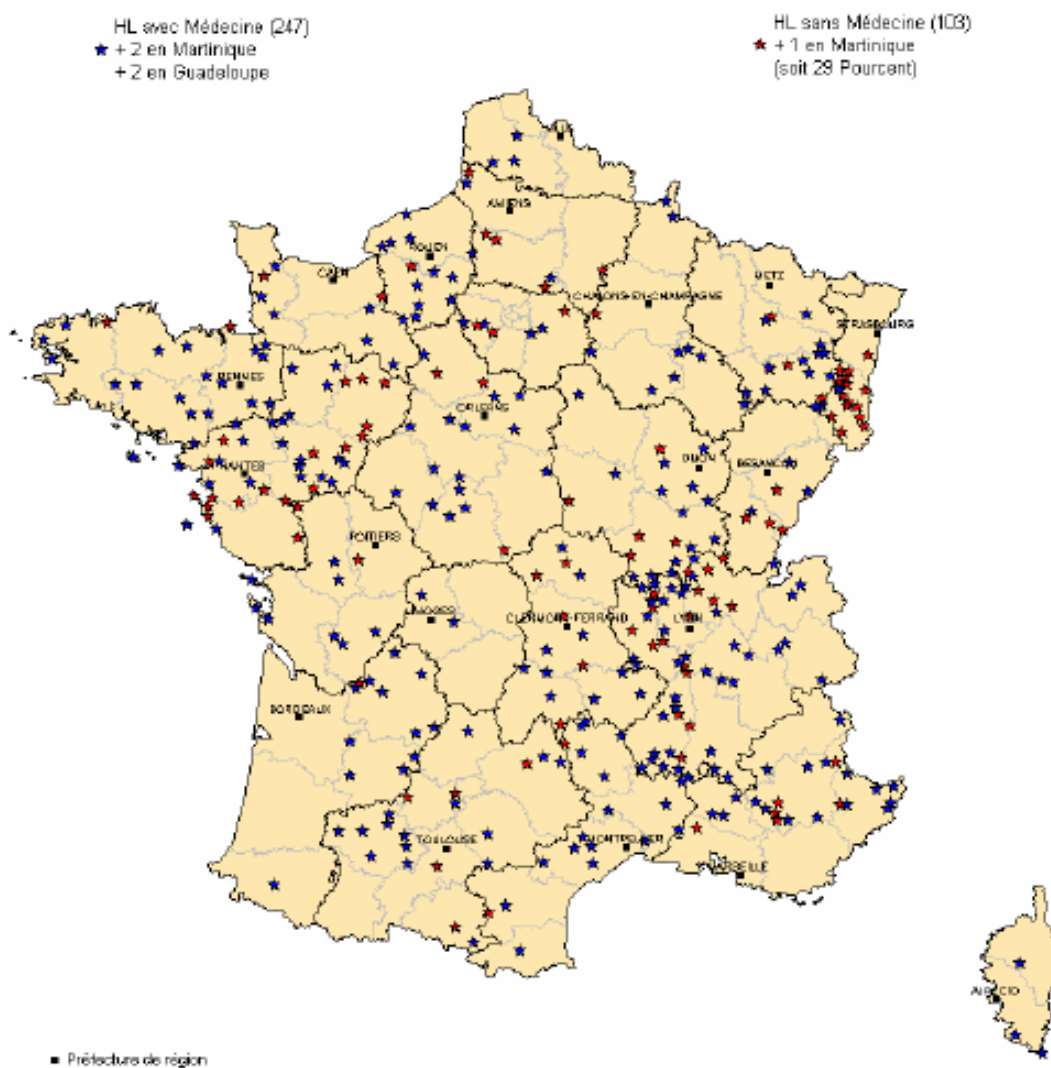 HL avec Médecine (247)
+ 2 en Martinique
+ 2 en Guadeloupe
HL sans Médecine (103)
+ 1 en Martinique
(soit 29 Pourcent)
AMIENS
ROUEN
CAEN
METZ
CHALONS-EN-CHAMPAGNE
STRASBOURG
RENNES
ORLEANS
NANTES
DIJON
BESANCON
POITIERS
LIMOGES
CLERMONT-FERRAND
LYON
BORDEAUX
TOULOUSE
MONTPELLIER
MARSEILLE
AJACCIO
Préfecture de région